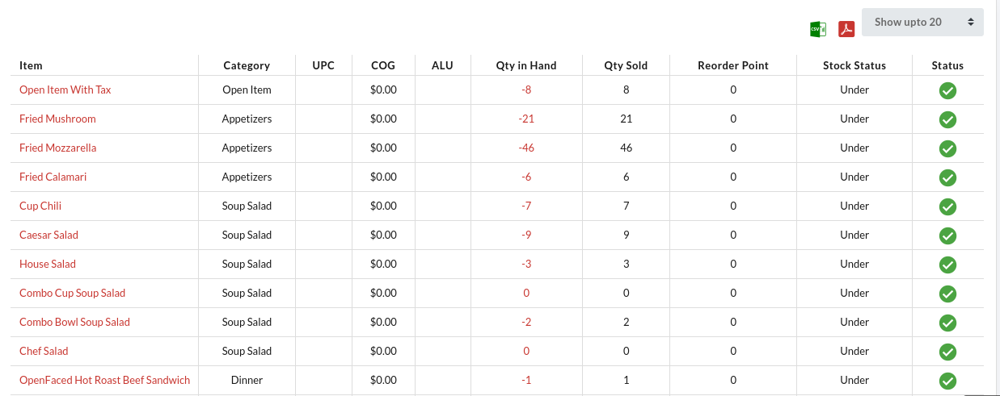 CSV
Show upto 20
Item Category UPC COG ALU Qty in Hand Qty Sold Reorder Point Stock Status Status
Open Item With Tax Open Item $0.00 -8 8 0 Under
Fried Mushroom Appetizers $0.00 -21 21 0 Under
Fried Mozzarella Appetizers $0.00 -46 46 0 Under
Fried Calamari Appetizers $0.00 -6 6 0 Under
Cup Chili Soup Salad $0.00 -7 7 0 Under
Caesar Salad Soup Salad $0.00 -9 9 0 Under
House Salad Soup Salad $0.00 -3 3 0 Under
Combo Cup Soup Salad Soup Salad $0.00 0 0 0 Under
Combo Bowl Soup Salad Soup Salad $0.00 -2 2 0 Under
Chef Salad Soup Salad $0.00 0 0 0 Under
OpenFaced Hot Roast Beef Sandwich Dinner $0.00 -1 1 0 Under